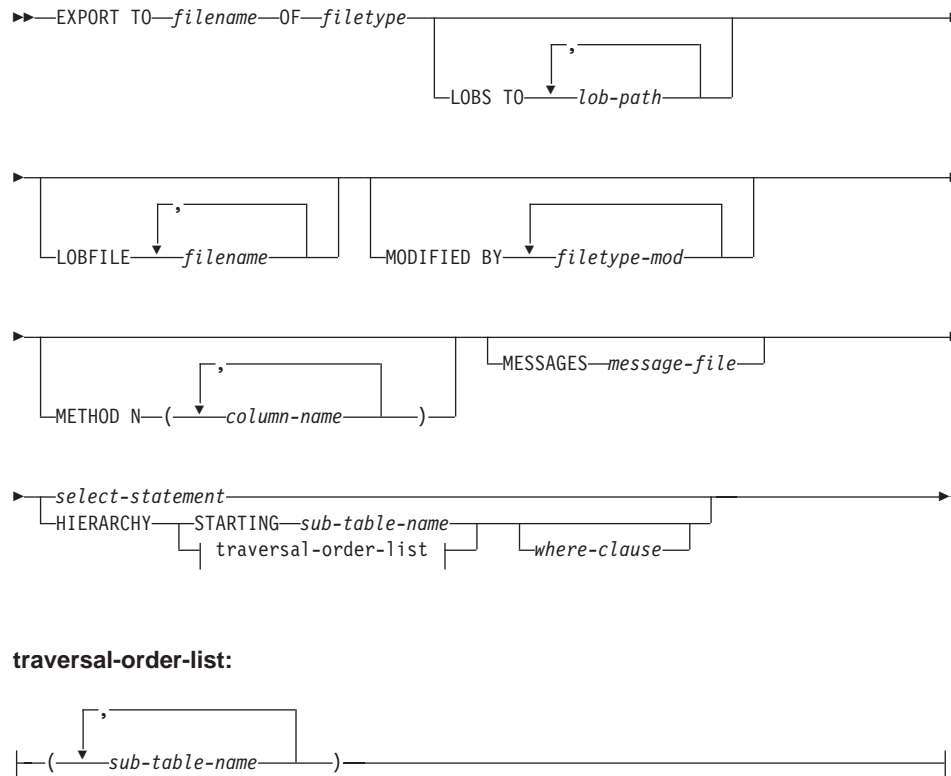 EXPORT TO filename OF filetype
,
LOBS TO lob-path
,
LOBFILE filename MODIFIED BY filetype-mod
,
METHOD N ( column-name ) MESSAGES message-file
select-statement
HIERARCHY STARTING sub-table-name
traversal-order-list where-clause
traversal-order-list:
,
( sub-table-name )